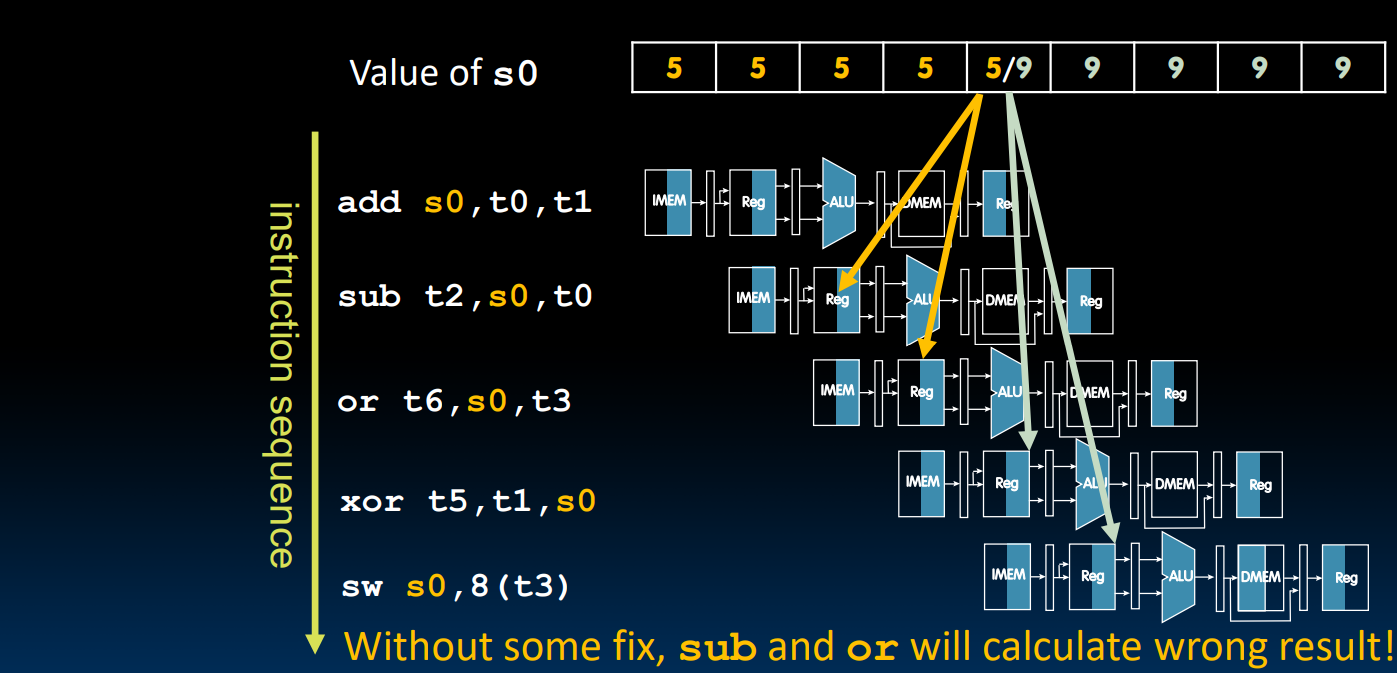 Value of s0 5 5 5 5 5/9 9 9 9 9
instruction sequence
add s0,t0,t1
IMEM Reg ALU DMEM Reg
sub t2,s0,t0
IMEM Reg ALU DMEM Reg
or t6,s0,t3
IMEM Reg ALU DMEM Reg
xor t5,t1,s0
IMEM Reg ALU DMEM Reg
sw s0,8(t3)
IMEM Reg ALU DMEM Reg
Without some fix, sub and or will calculate wrong result!